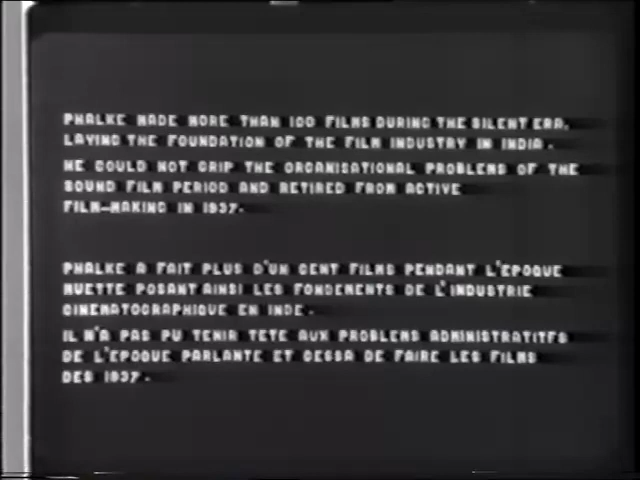 PHALKE MADE MORE THAN 100 FILMS DURING THE SILENT ERA,
LAYING THE FOUNDATION OF THE FILM INDUSTRY IN INDIA.
HE COULD NOT GRIP THE ORGANISATIONAL PROBLEMS OF THE
SOUND FILM PERIOD AND RETIRED FROM ACTIVE
FILM-MAKING IN 1937.
PHALKE A FAIT PLUS D'UN CENT FILMS PENDANT L'EPOQUE
MUETTE POSANT AINSI LES FONDEMENTS DE L'INDUSTRIE
CINEMATOGRAPHIQUE EN INDE.
IL N'A PAS PU TENIR TETE AUX PROBLEMS ADMINISTRATITFS
DE L'EPOQUE PARLANTE ET CESSA DE FAIRE LES FILMS
DES 1937.